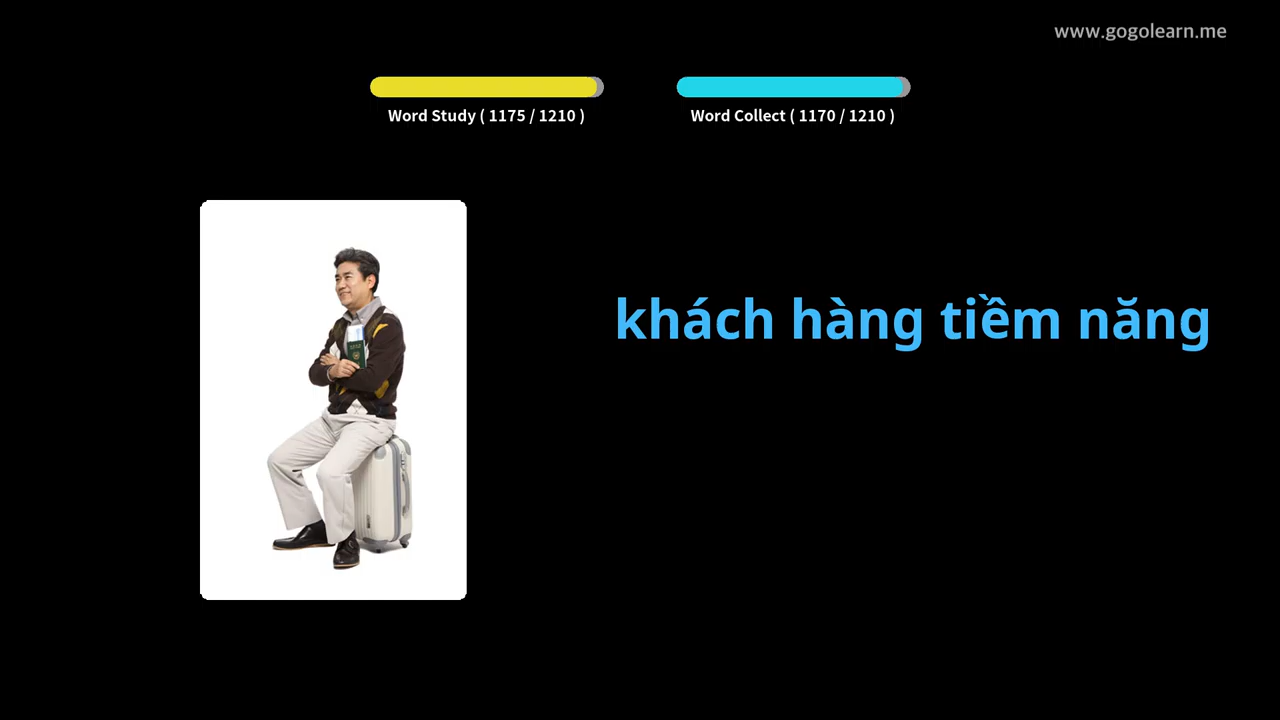 www.gogolearn.me
Word Study ( 1175 / 1210 )
Word Collect ( 1170 / 1210 )
khách hàng tiềm năng